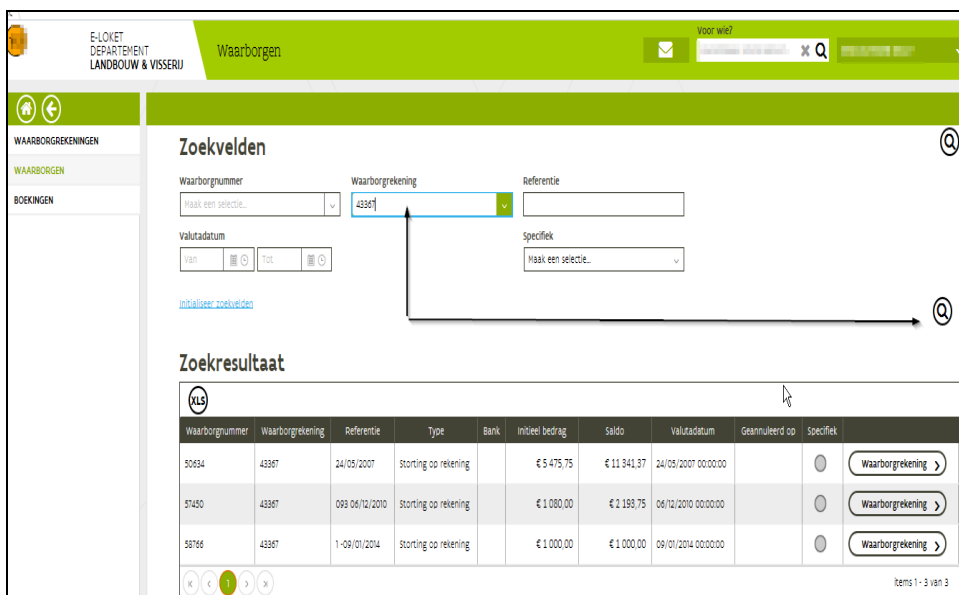 E-LOKET
DEPARTEMENT
LANDBOUW & VISSERIJ
Waarborgen
Voor wie?
WAARBORGREKENINGEN
WAARBORGEN
BOEKINGEN
Zoekvelden
Waarborgnummer Waarborgrekening Referentie
Maak een selectie... 43367
Valutadatum Specifiek
Van Tot Maak een selectie...
Initialiseer zoekvelden
Zoekresultaat
XLS
Waarborgnummer Waarborgrekening Referentie Type Bank Initieel bedrag Saldo Valutadatum Geannuleerd op Specifiek
50634 43367 24/05/2007 Storting op rekening € 5 475,75 € 11 341,37 24/05/2007 00:00:00 Waarborgrekening
57450 43367 093 06/12/2010 Storting op rekening € 1 080,00 € 2 193,75 06/12/2010 00:00:00 Waarborgrekening
58766 43367 1 -09/01/2014 Storting op rekening € 1 000,00 € 1 000,00 09/01/2014 00:00:00 Waarborgrekening
1 items 1 - 3 van 3